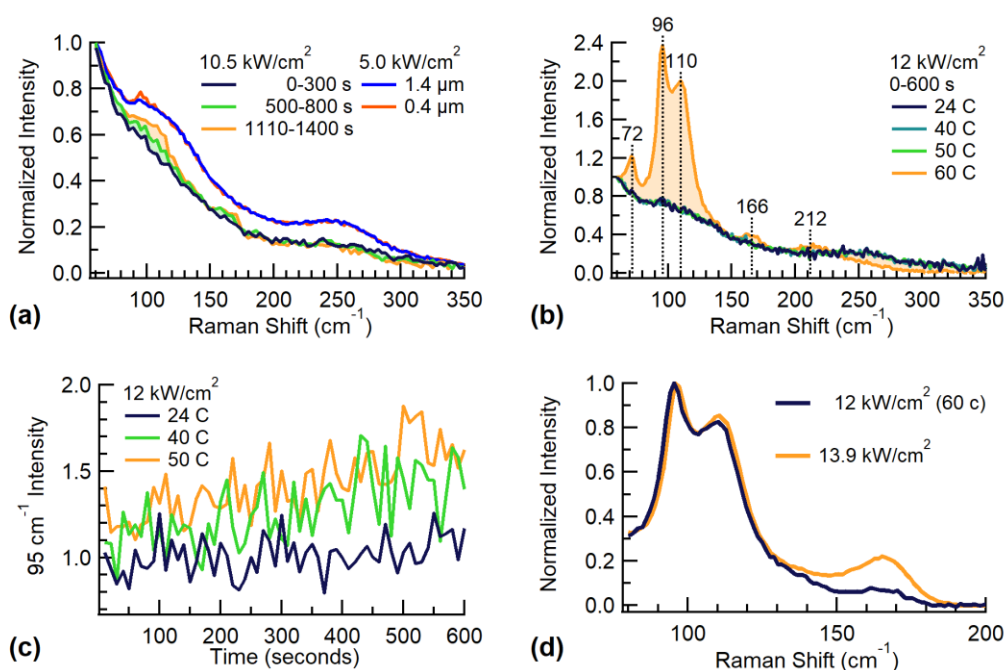 1.0
0.8
0.6
0.4
0.2
0.0
Normalized Intensity
10.5 kW/cm²
0-300 s
500-800 s
1110-1400 s
5.0 kW/cm²
1.4 µm
0.4 µm
100 150 200 250 300 350
Raman Shift (cm⁻¹)
(a)
2.4
2.0
1.6
1.2
0.8
0.4
0.0
Normalized Intensity
96
110
72
166
212
12 kW/cm²
0-600 s
24 C
40 C
50 C
60 C
100 150 200 250 300 350
Raman Shift (cm⁻¹)
(b)
2.0
1.5
1.0
95 cm⁻¹ Intensity
12 kW/cm²
24 C
40 C
50 C
100 200 300 400 500 600
Time (seconds)
(c)
1.0
0.8
0.6
0.4
0.2
0.0
Normalized Intensity
12 kW/cm² (60 c)
13.9 kW/cm²
100 150 200
Raman Shift (cm⁻¹)
(d)